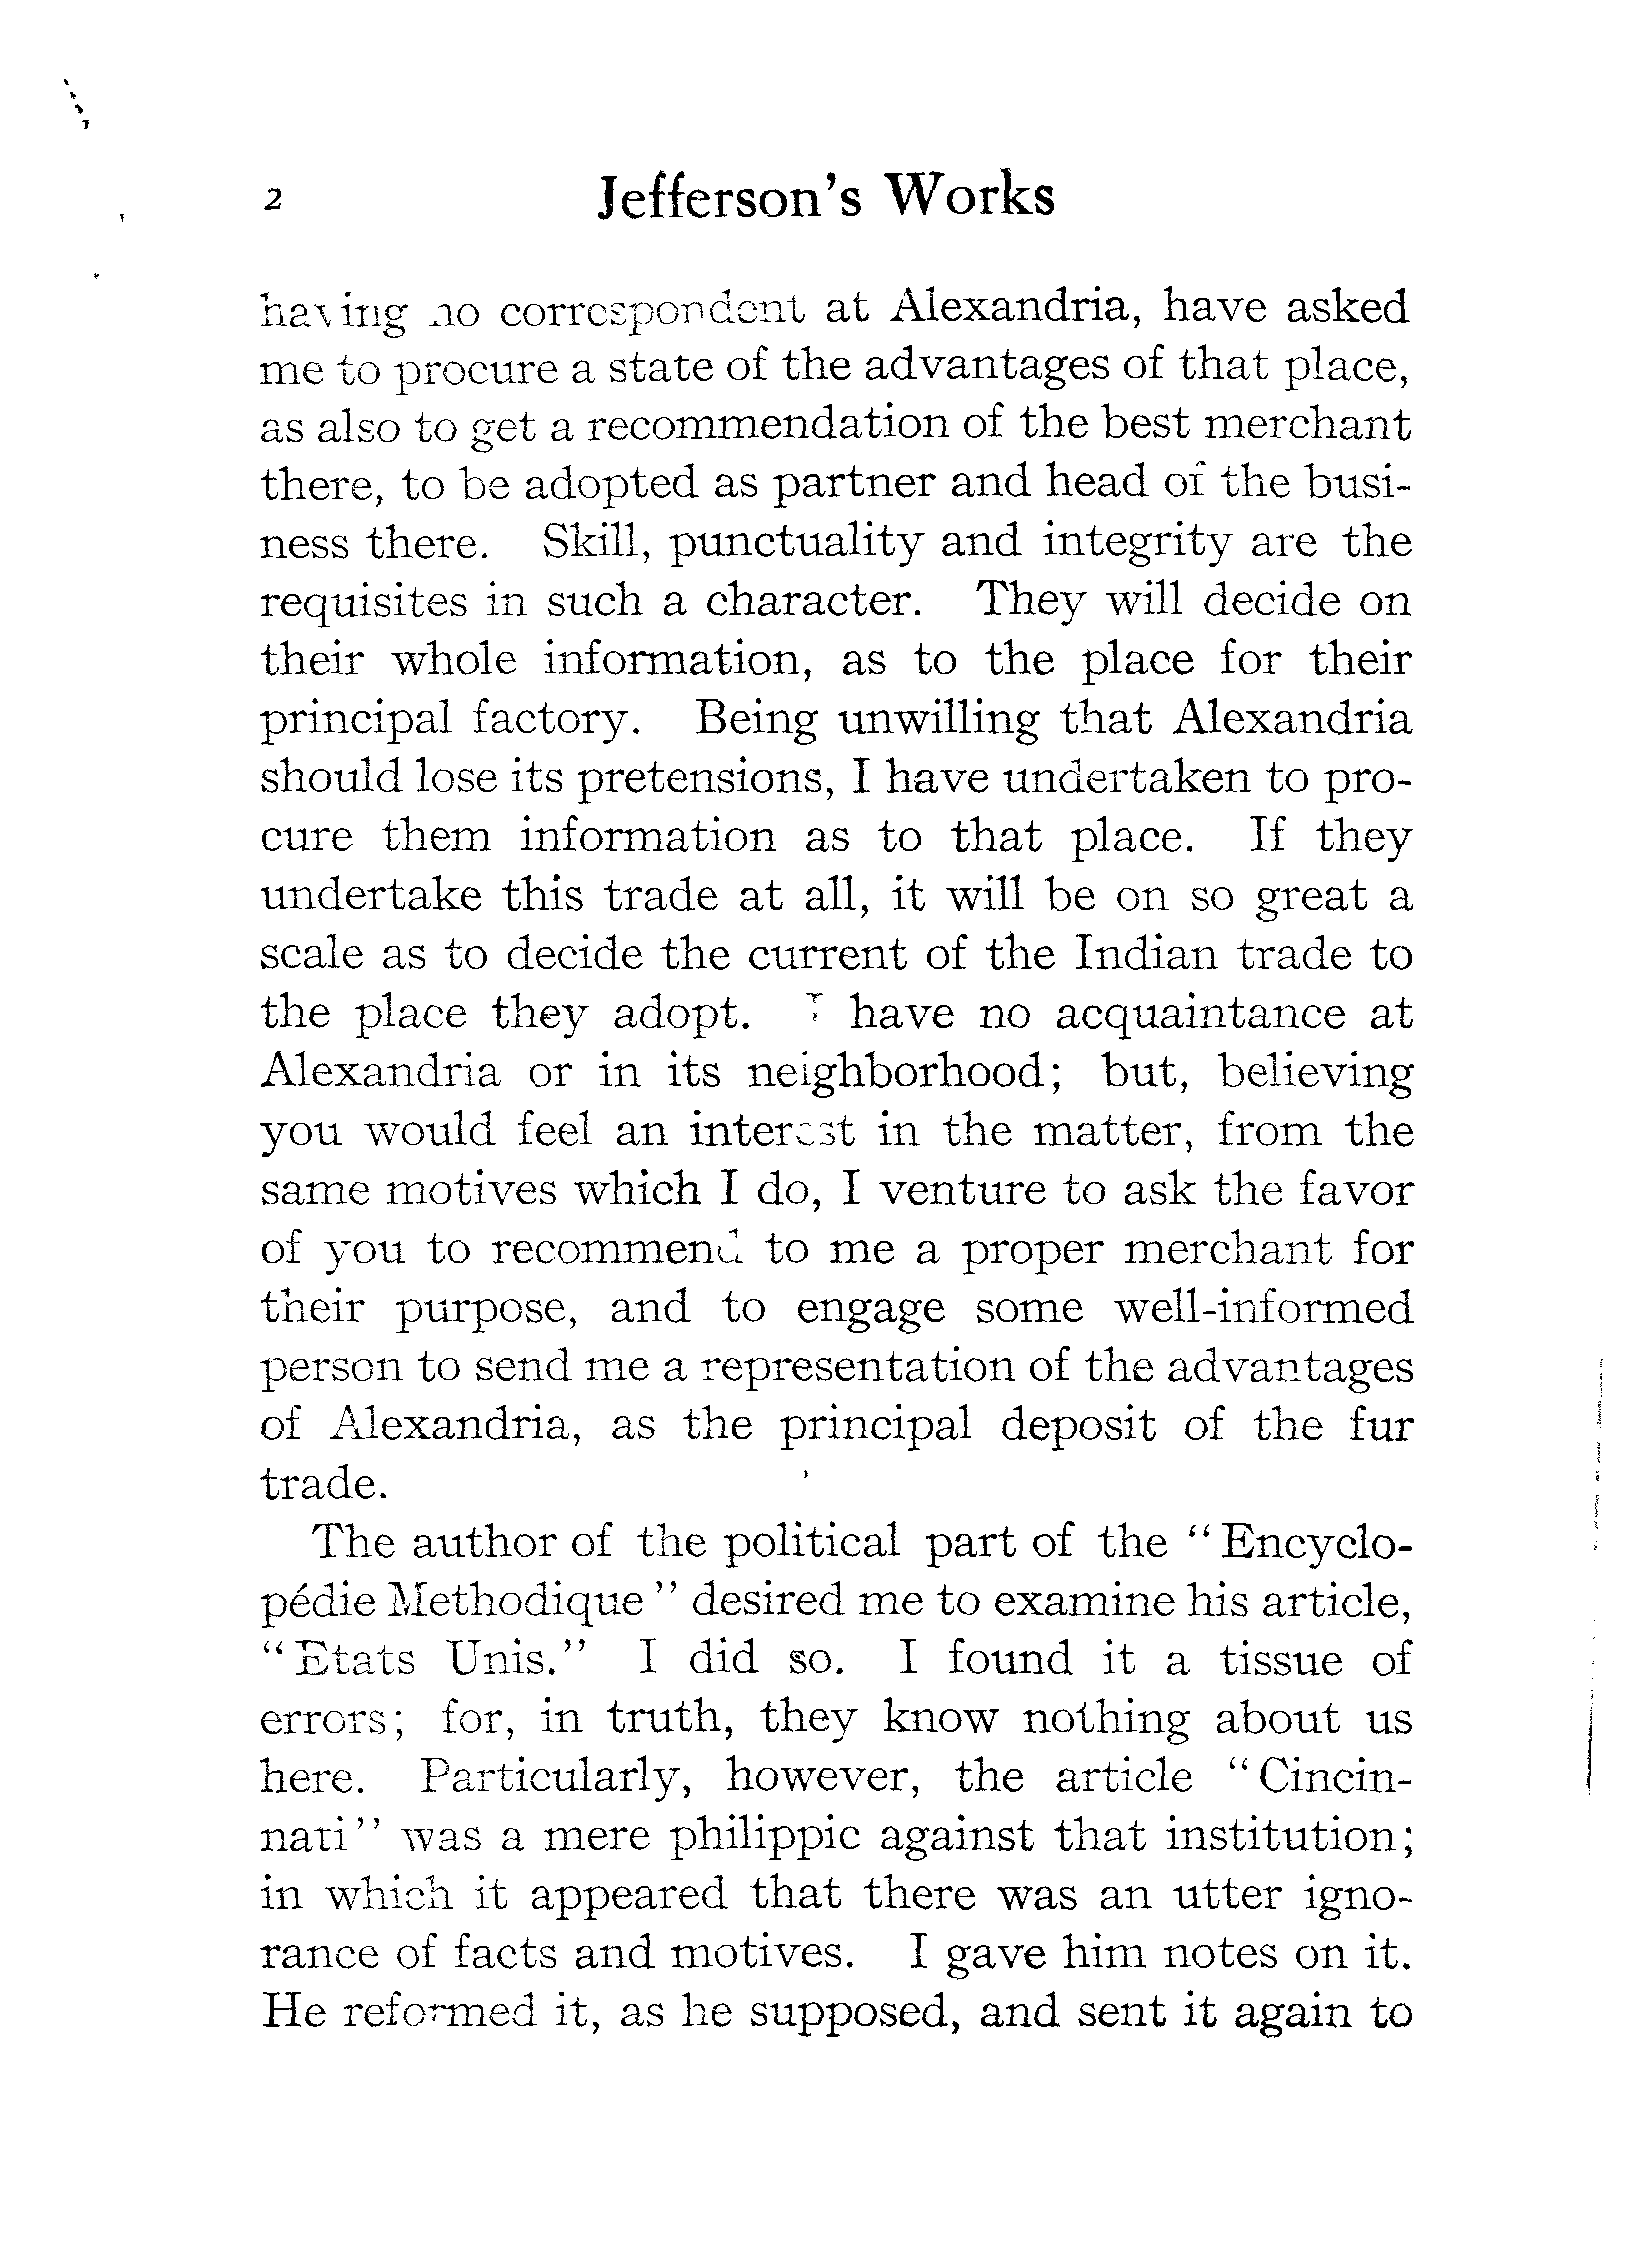 2 Jefferson's Works
having no correspondent at Alexandria, have asked
me to procure a state of the advantages of that place,
as also to get a recommendation of the best merchant
there, to be adopted as partner and head of the busi-
ness there. Skill, punctuality and integrity are the
requisites in such a character. They will decide on
their whole information, as to the place for their
principal factory. Being unwilling that Alexandria
should lose its pretensions, I have undertaken to pro-
cure them information as to that place. If they
undertake this trade at all, it will be on so great a
scale as to decide the current of the Indian trade to
the place they adopt. I have no acquaintance at
Alexandria or in its neighborhood; but, believing
you would feel an interest in the matter, from the
same motives which I do, I venture to ask the favor
of you to recommend to me a proper merchant for
their purpose, and to engage some well-informed
person to send me a representation of the advantages
of Alexandria, as the principal deposit of the fur
trade.
The author of the political part of the "Encyclo-
pédie Methodique" desired me to examine his article,
"Etats Unis." I did so. I found it a tissue of
errors; for, in truth, they know nothing about us
here. Particularly, however, the article "Cincin-
nati" was a mere philippic against that institution;
in which it appeared that there was an utter igno-
rance of facts and motives. I gave him notes on it.
He reformed it, as he supposed, and sent it again to